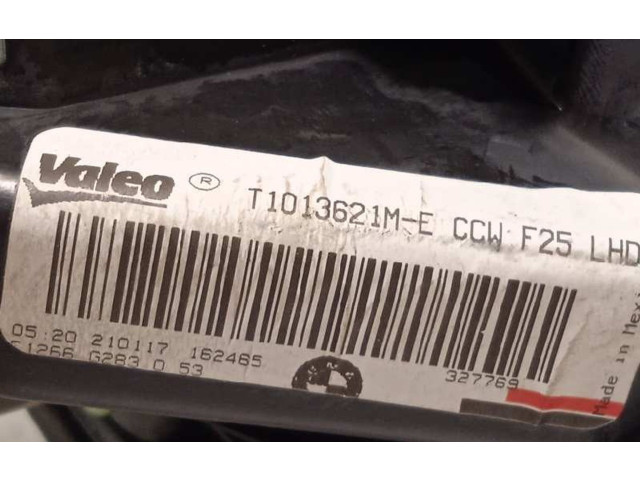 Valeo ® T1013621M-E CCW F25 LHD
05:20 210117 162465
G283 0 53
327769
Made in Mex